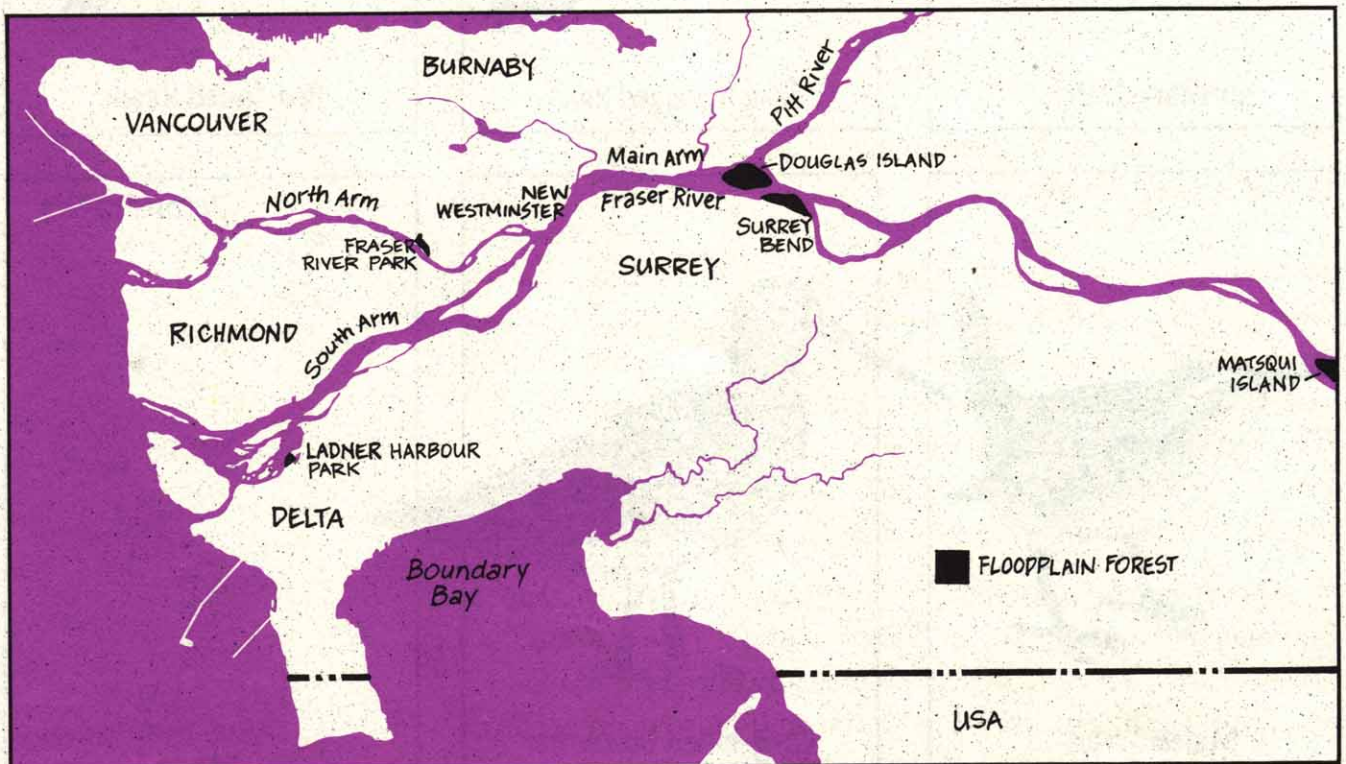 BURNABY
VANCOUVER
Pitt River
Main Arm
DOUGLAS ISLAND
North Arm
NEW
WESTMINSTER
Fraser River
FRASER
RIVER PARK
SURREY
BEND
SURREY
RICHMOND
South Arm
MATSQUI
ISLAND
LADNER HARBOUR
PARK
DELTA
Boundary
Bay
FLOODPLAIN FOREST
USA